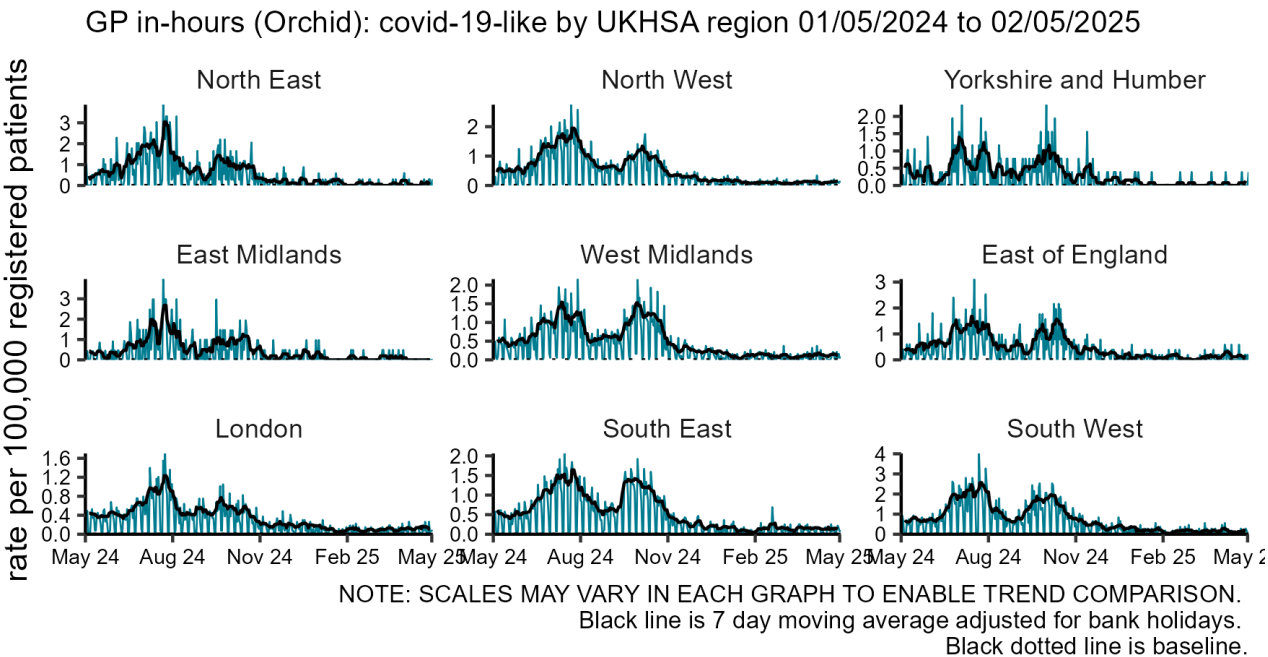 GP in-hours (Orchid): covid-19-like by UKHSA region 01/05/2024 to 02/05/2025
rate per 100,000 registered patients
North East
3
2
1
0
North West
2
1
0
Yorkshire and Humber
2.0
1.5
1.0
0.5
0.0
East Midlands
3
2
1
0
West Midlands
2.0
1.5
1.0
0.5
0.0
East of England
3
2
1
0
London
1.6
1.2
0.8
0.4
0.0
May 24 Aug 24 Nov 24 Feb 25 May 25
South East
2.0
1.5
1.0
0.5
0.0
May 24 Aug 24 Nov 24 Feb 25 May 25
South West
4
3
2
1
0
May 24 Aug 24 Nov 24 Feb 25 May 2
NOTE: SCALES MAY VARY IN EACH GRAPH TO ENABLE TREND COMPARISON.
Black line is 7 day moving average adjusted for bank holidays.
Black dotted line is baseline.